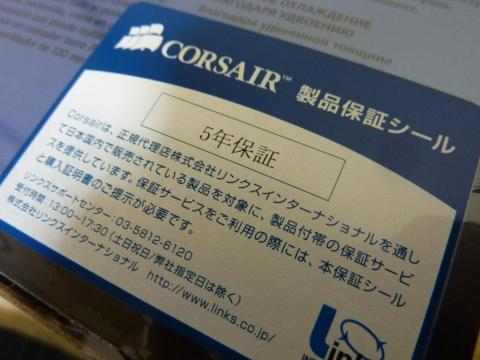 ОХЛАЖДЕНИЕ
БЛАГОДАРЯ УДВОЕНИЮ
благодаря удвоенной толщине
CORSAIR™ 製品保証シール
5年保証
Corsairは、正規代理店株式会社リンクスインターナショナルを通し
て日本国内で販売されている製品を対象に、製品付帯の保証サービ
スを提供しています。保証サービスをご利用の際には、本保証シール
と購入証明書のご提示が必要です。
リンクスサポートセンター：03-5812-6120
受付時間：13:00～17:30（土日祝日/弊社指定日は除く）
株式会社リンクスインターナショナル http://www.links.co.jp/
Links